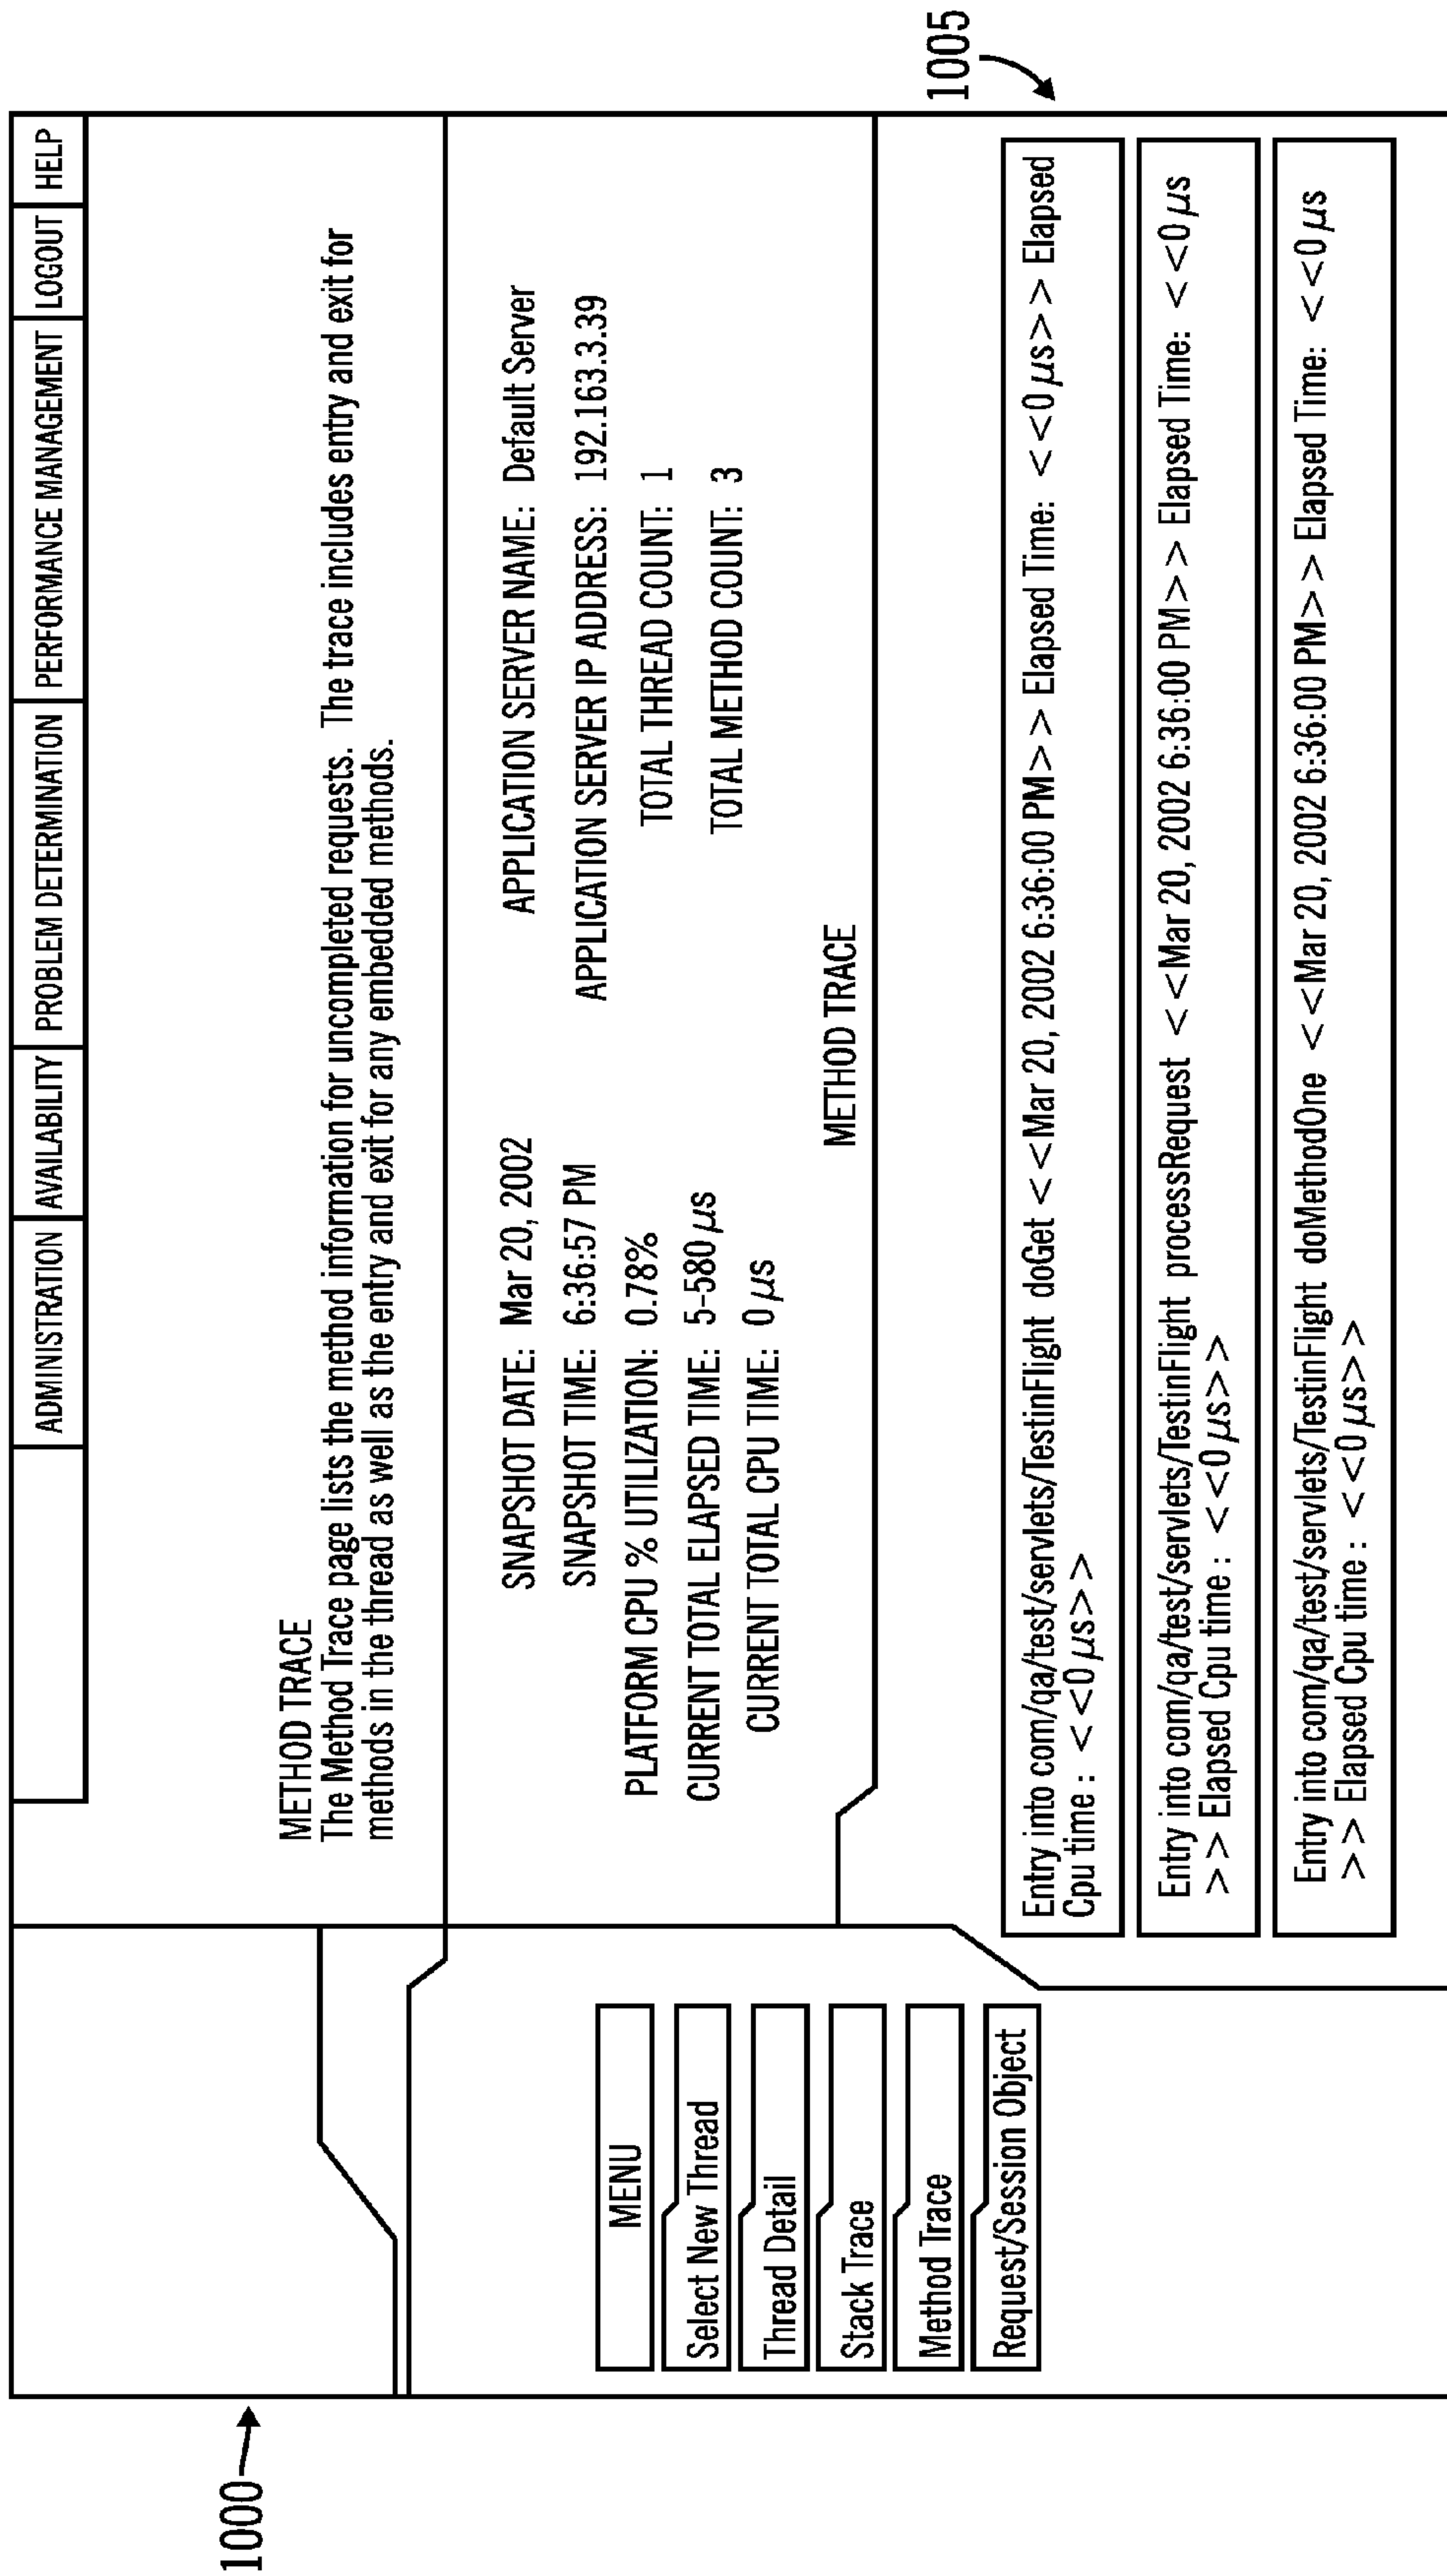 1000
ADMINISTRATION AVAILABILITY PROBLEM DETERMINATION PERFORMANCE MANAGEMENT LOGOUT HELP
METHOD TRACE
The Method Trace page lists the method information for uncompleted requests. The trace includes entry and exit for
methods in the thread as well as the entry and exit for any embedded methods.
SNAPSHOT DATE: Mar 20, 2002 APPLICATION SERVER NAME: Default Server
SNAPSHOT TIME: 6:36:57 PM APPLICATION SERVER IP ADDRESS: 192.163.3.39
PLATFORM CPU % UTILIZATION: 0.78% TOTAL THREAD COUNT: 1
CURRENT TOTAL ELAPSED TIME: 5-580 μs TOTAL METHOD COUNT: 3
CURRENT TOTAL CPU TIME: 0 μs
METHOD TRACE
MENU
Select New Thread
Thread Detail
Stack Trace
Method Trace
Request/Session Object
1005
Entry into com/qa/test/servlets/TestinFlight doGet <<Mar 20, 2002 6:36:00 PM>> Elapsed Time: <<0 μs>> Elapsed
Cpu time : <<0 μs>>
Entry into com/qa/test/servlets/TestinFlight processRequest <<Mar 20, 2002 6:36:00 PM>> Elapsed Time: <<0 μs
>> Elapsed Cpu time : <<0 μs>>
Entry into com/qa/test/servlets/TestinFlight doMethodOne <<Mar 20, 2002 6:36:00 PM>> Elapsed Time: <<0 μs
>> Elapsed Cpu time : <<0 μs>>